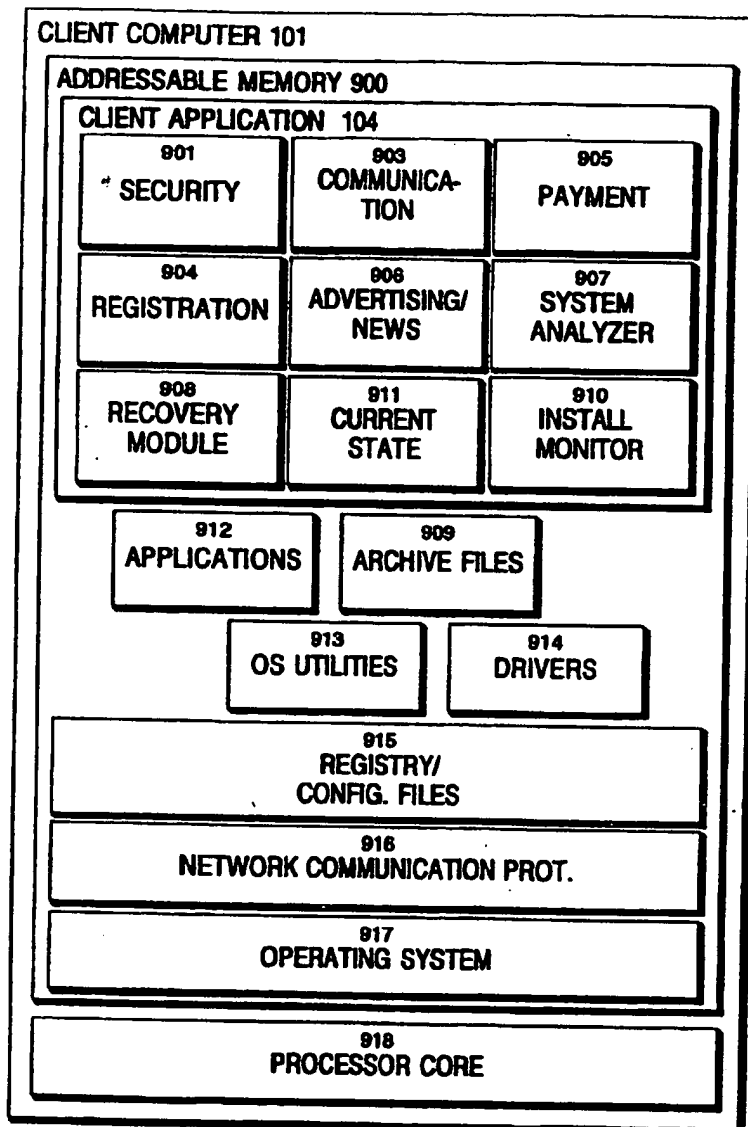 CLIENT COMPUTER 101
ADDRESSABLE MEMORY 900
CLIENT APPLICATION 104
901
SECURITY
903
COMMUNICA-
TION
905
PAYMENT
904
REGISTRATION
906
ADVERTISING/
NEWS
907
SYSTEM
ANALYZER
908
RECOVERY
MODULE
911
CURRENT
STATE
910
INSTALL
MONITOR
912
APPLICATIONS
909
ARCHIVE FILES
913
OS UTILITIES
914
DRIVERS
915
REGISTRY/
CONFIG. FILES
916
NETWORK COMMUNICATION PROT.
917
OPERATING SYSTEM
918
PROCESSOR CORE